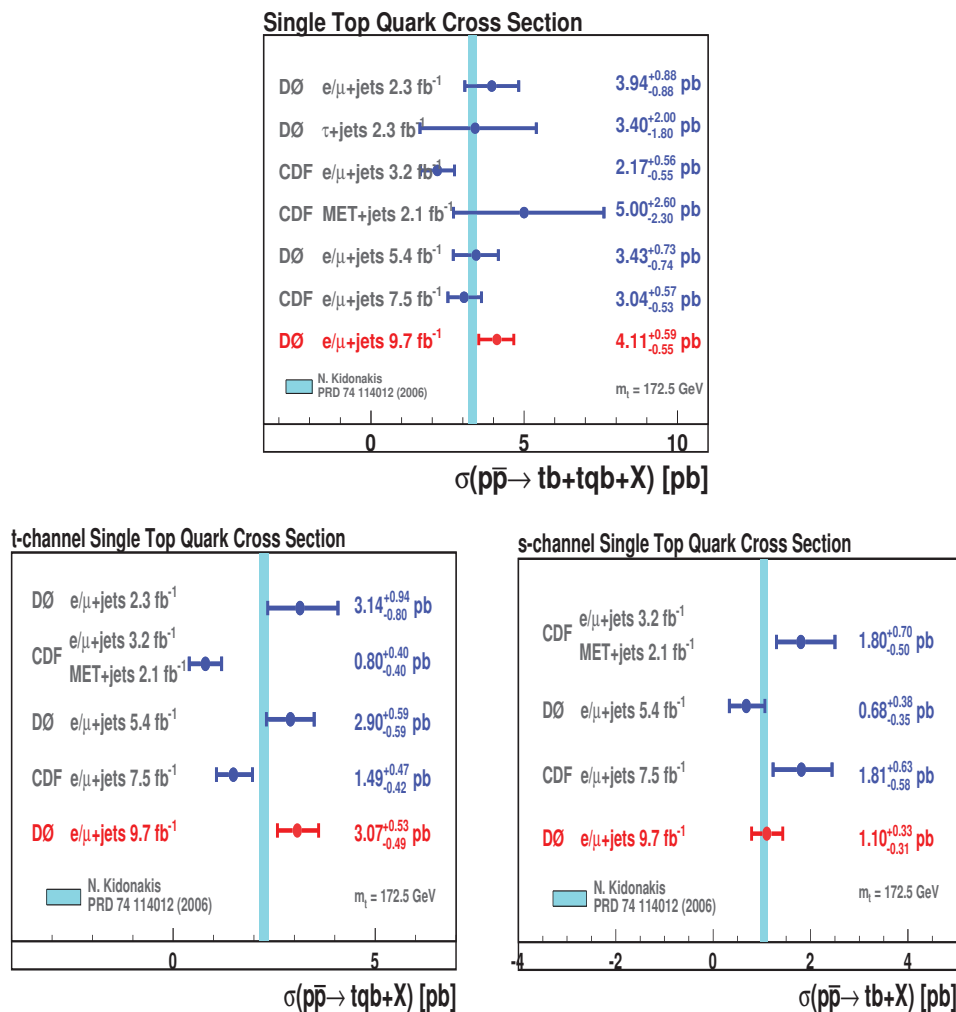 Single Top Quark Cross Section
DØ e/μ+jets 2.3 fb⁻¹ 3.94 +0.88 -0.88 pb
DØ τ+jets 2.3 fb⁻¹ 3.40 +2.00 -1.80 pb
CDF e/μ+jets 3.2 fb⁻¹ 2.17 +0.56 -0.55 pb
CDF MET+jets 2.1 fb⁻¹ 5.00 +2.60 -2.30 pb
DØ e/μ+jets 5.4 fb⁻¹ 3.43 +0.73 -0.74 pb
CDF e/μ+jets 7.5 fb⁻¹ 3.04 +0.57 -0.53 pb
DØ e/μ+jets 9.7 fb⁻¹ 4.11 +0.59 -0.55 pb
N. Kidonakis
PRD 74 114012 (2006) mₜ = 172.5 GeV
0 5 10
σ(pp̅→ tb+tqb+X) [pb]
t-channel Single Top Quark Cross Section
DØ e/μ+jets 2.3 fb⁻¹ 3.14 +0.94 -0.80 pb
e/μ+jets 3.2 fb⁻¹
CDF 0.80 +0.40 -0.40 pb
MET+jets 2.1 fb⁻¹
DØ e/μ+jets 5.4 fb⁻¹ 2.90 +0.59 -0.59 pb
CDF e/μ+jets 7.5 fb⁻¹ 1.49 +0.47 -0.42 pb
DØ e/μ+jets 9.7 fb⁻¹ 3.07 +0.53 -0.49 pb
N. Kidonakis
PRD 74 114012 (2006) mₜ = 172.5 GeV
0 5
σ(pp̅→ tqb+X) [pb]
s-channel Single Top Quark Cross Section
e/μ+jets 3.2 fb⁻¹
CDF 1.80 +0.70 -0.50 pb
MET+jets 2.1 fb⁻¹
DØ e/μ+jets 5.4 fb⁻¹ 0.68 +0.38 -0.35 pb
CDF e/μ+jets 7.5 fb⁻¹ 1.81 +0.63 -0.58 pb
DØ e/μ+jets 9.7 fb⁻¹ 1.10 +0.33 -0.31 pb
N. Kidonakis
PRD 74 114012 (2006) mₜ = 172.5 GeV
-4 -2 0 2 4
σ(pp̅→ tb+X) [pb]